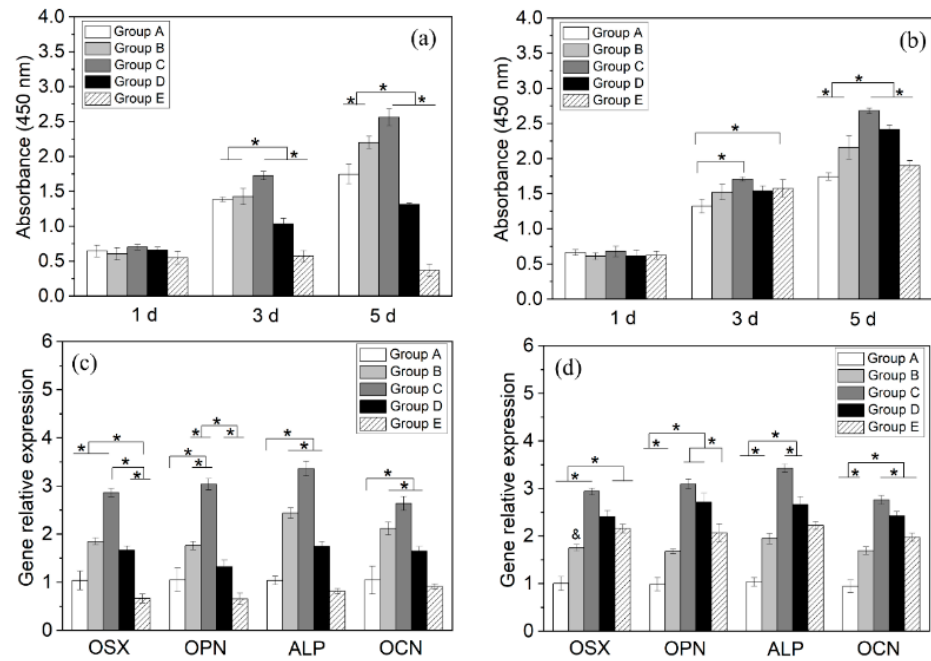 (a)
Group A
Group B
Group C
Group D
Group E
Absorbance (450 nm)
4.0
3.5
3.0
2.5
2.0
1.5
1.0
0.5
0.0
* *
* *
* *
1 d 3 d 5 d
(b)
Group A
Group B
Group C
Group D
Group E
Absorbance (450 nm)
4.0
3.5
3.0
2.5
2.0
1.5
1.0
0.5
0.0
*
*
*
* *
1 d 3 d 5 d
(c)
Group A
Group B
Group C
Group D
Group E
Gene relative expression
6
5
4
3
2
1
0
* *
* *
*
* *
* *
* *
* *
OSX OPN ALP OCN
(d)
Group A
Group B
Group C
Group D
Group E
Gene relative expression
6
5
4
3
2
1
0
*
*
&
*
* *
*
* *
*
* *
OSX OPN ALP OCN